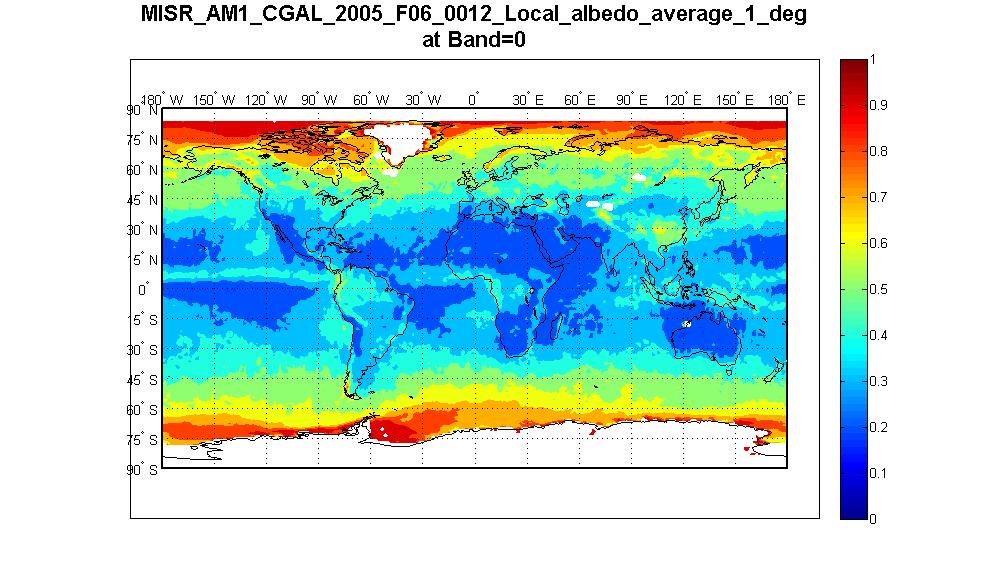 MISR_AM1_CGAL_2005_F06_0012_Local_albedo_average_1_deg
at Band=0
180° W 150° W 120° W 90° W 60° W 30° W 0° 30° E 60° E 90° E 120° E 150° E 180° E
90° N
75° N
60° N
45° N
30° N
15° N
0°
15° S
30° S
45° S
60° S
75° S
90° S
1
0.9
0.8
0.7
0.6
0.5
0.4
0.3
0.2
0.1
0